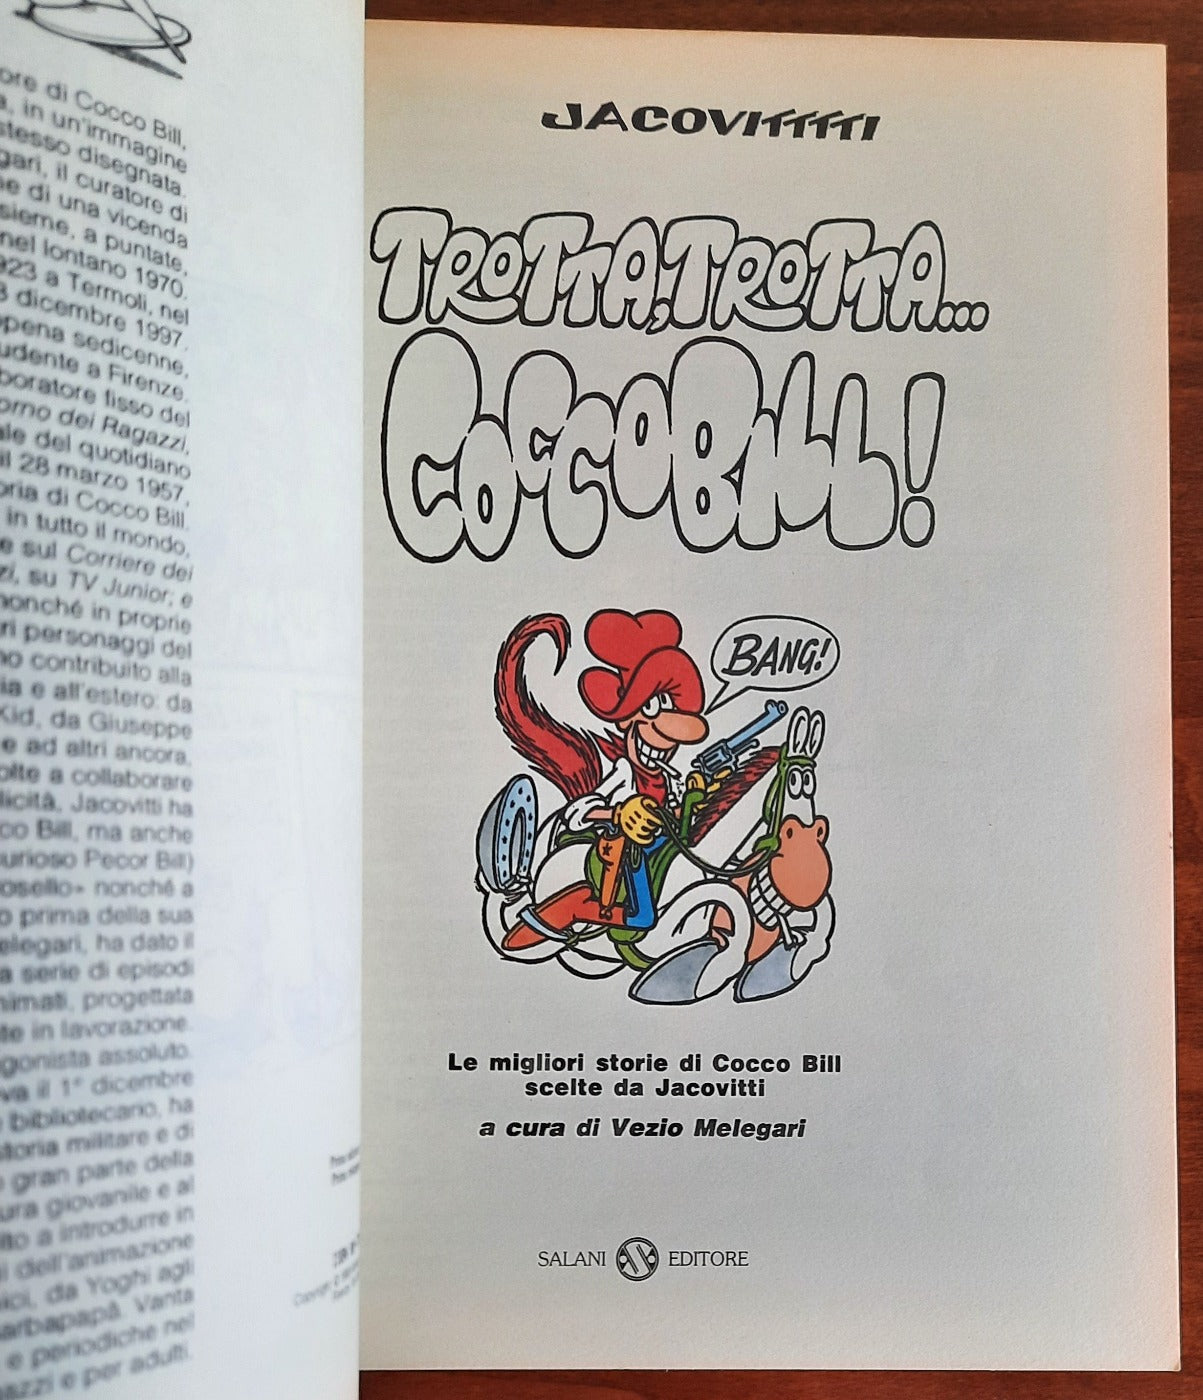 ore di Cocco Bill,
a, in un'immagine
stesso disegnata.
gari, il curatore di
ne di una vicenda
sieme, a puntate,
nel lontano 1970.
923 a Termoli, nel
3 dicembre 1997.
ppena sedicenne,
udente a Firenze.
boratore fisso del
orno dei Ragazzi,
ale del quotidiano
il 28 marzo 1957,
oria di Cocco Bill.
in tutto il mondo,
e sul Corriere dei
zi, su TV Junior; e
nonché in proprie
ri personaggi del
no contribuito alla
ia e all'estero: da
Kid, da Giuseppe
e ad altri ancora.
olte a collaborare
licità, Jacovitti ha
co Bill, ma anche
urioso Pecor Bill)
osello» nonché a
o prima della sua
elegari, ha dato il
a serie di episodi
nimati, progettata
te in lavorazione.
gonista assoluto.
va il 1° dicembre
bibliotecario, ha
storia militare e di
gran parte della
ura giovanile e al
ito a introdurre in
i dell'animazione
ici, da Yoghi agli
arbapapà. Vanta
e periodiche nel
azzi e per adulti.
JACOVITTITTI
TROTTA, TROTTA...
COCCOBILL!
BANG!
Le migliori storie di Cocco Bill
scelte da Jacovitti
a cura di Vezio Melegari
SALANI EDITORE